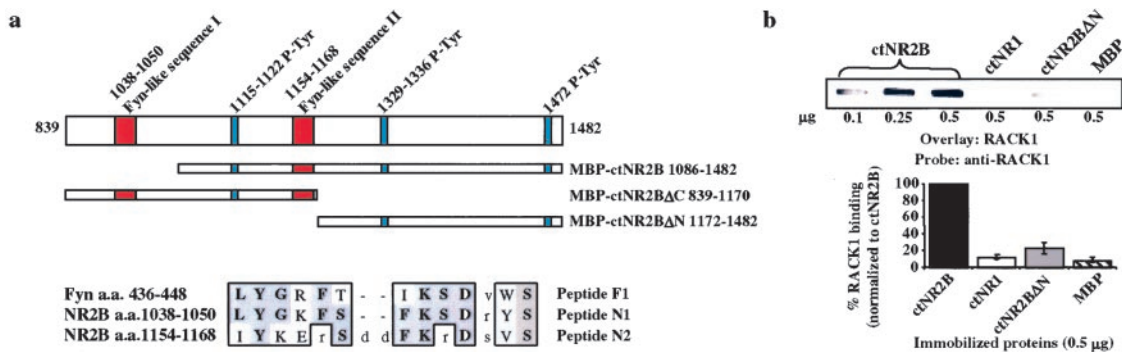 a
1038-1050
Fyn-like sequence I
1115-1122 P-Tyr
1154-1168
Fyn-like sequence II
1329-1336 P-Tyr
1472 P-Tyr
839
1482
MBP-ctNR2B 1086-1482
MBP-ctNR2BΔC 839-1170
MBP-ctNR2BΔN 1172-1482
Fyn a.a. 436-448 L Y G R F T - - I K S D v W S Peptide F1
NR2B a.a.1038-1050 L Y G K F S - - F K S D r Y S Peptide N1
NR2B a.a.1154-1168 I Y K E r S d d F K r D s V S Peptide N2
b
ctNR2B
ctNR1
ctNR2BΔN
MBP
μg 0.1 0.25 0.5 0.5 0.5 0.5
Overlay: RACK1
Probe: anti-RACK1
% RACK1 binding
(normalized to ctNR2B)
100
80
60
40
20
0
ctNR2B
ctNR1
ctNR2BΔN
MBP
Immobilized proteins (0.5 μg)